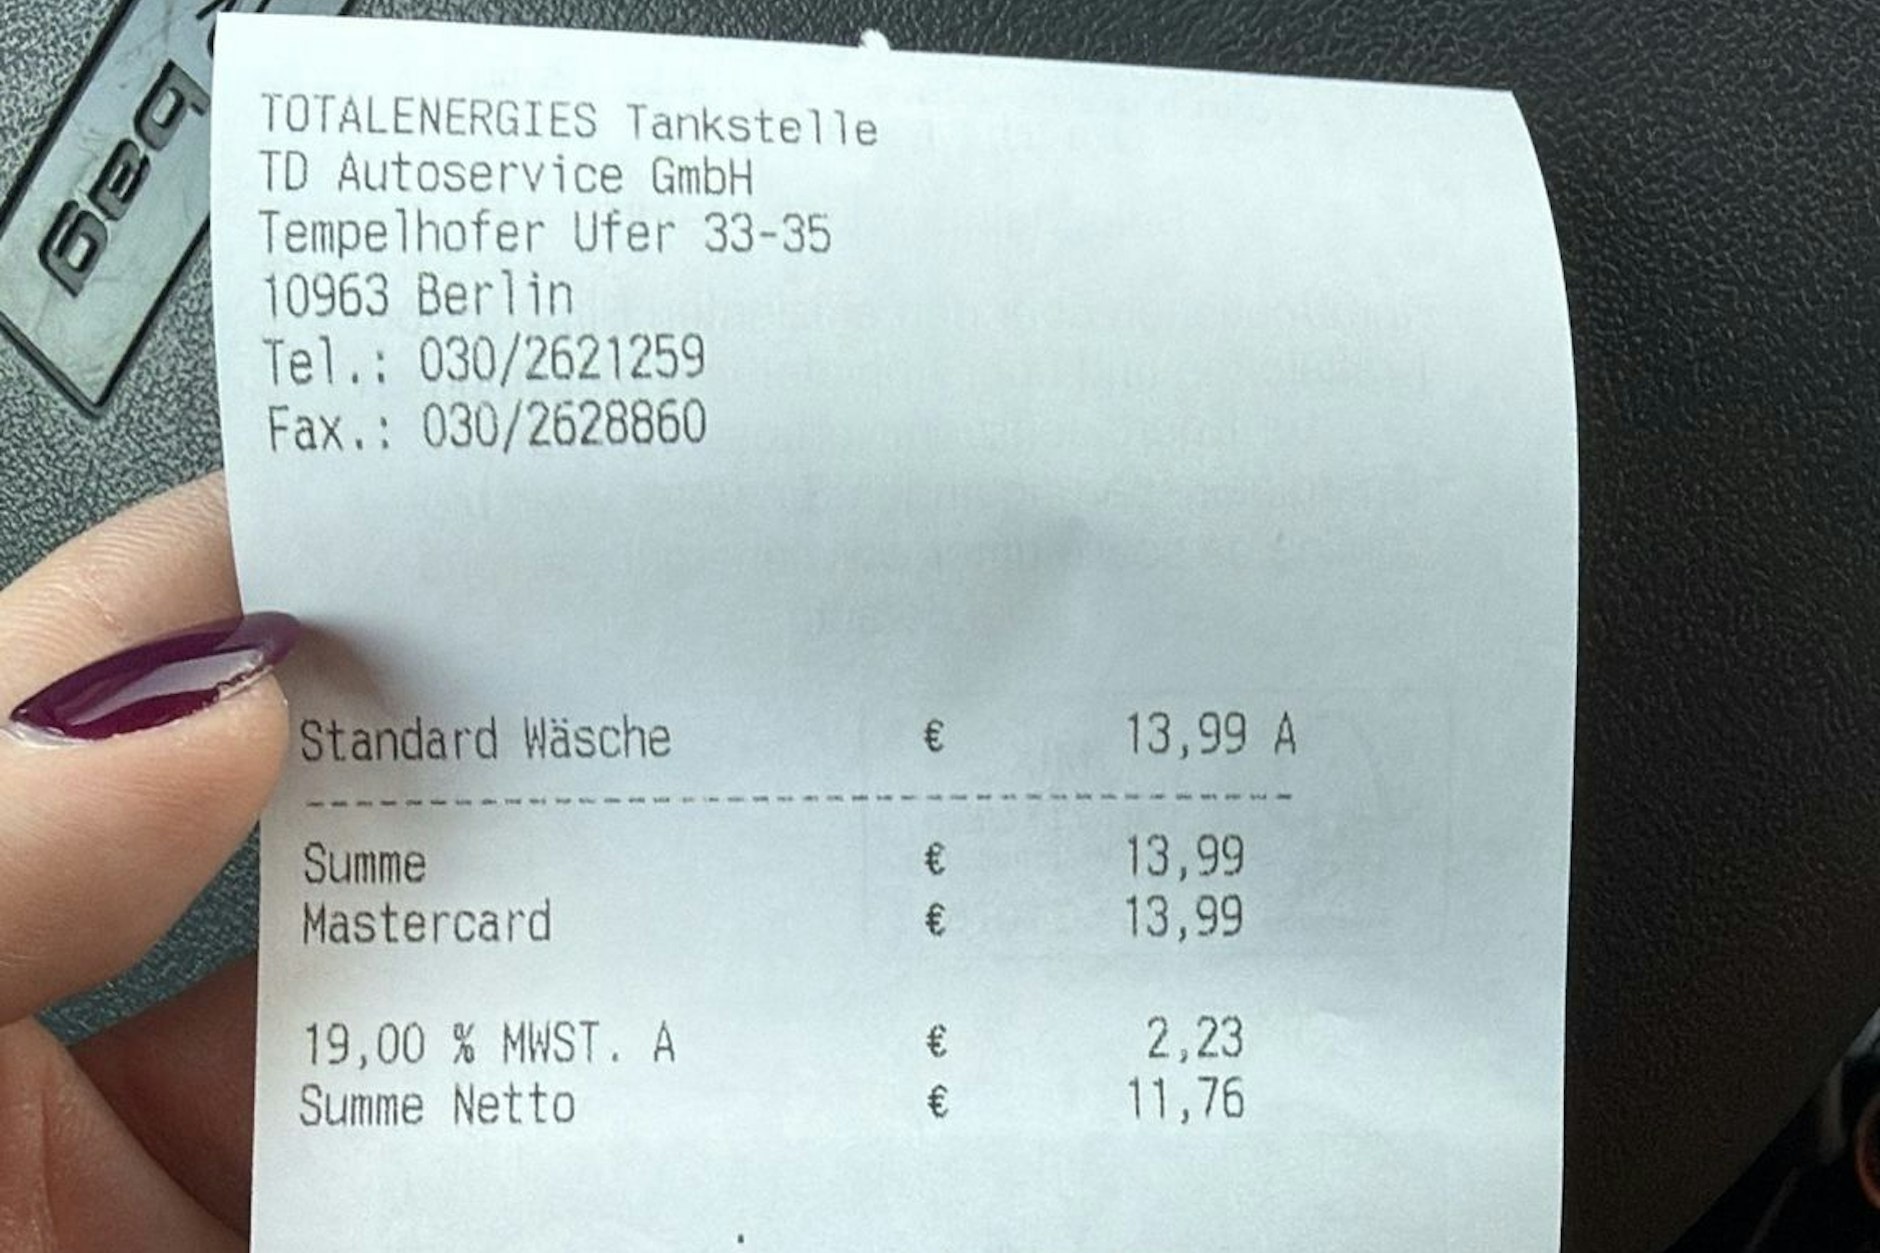 TOTALENERGIES Tankstelle
TD Autoservice GmbH
Tempelhofer Ufer 33-35
10963 Berlin
Tel.: 030/2621259
Fax.: 030/2628860
Standard Wäsche € 13,99 A
Summe € 13,99
Mastercard € 13,99
19,00 % MWST. A € 2,23
Summe Netto € 11,76